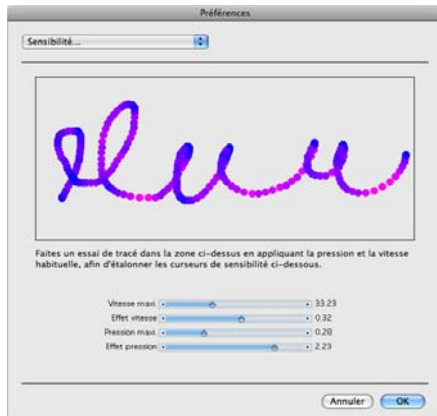 Préférences
Sensibilité...
Faites un essai de tracé dans la zone ci-dessus en appliquant la pression et la vitesse
habituelle, afin d'étalonner les curseurs de sensibilité ci-dessous.
Vitesse maxi. 33.23
Effet vitesse 0.32
Pression maxi. 0.28
Effet pression 2.23
Annuler OK